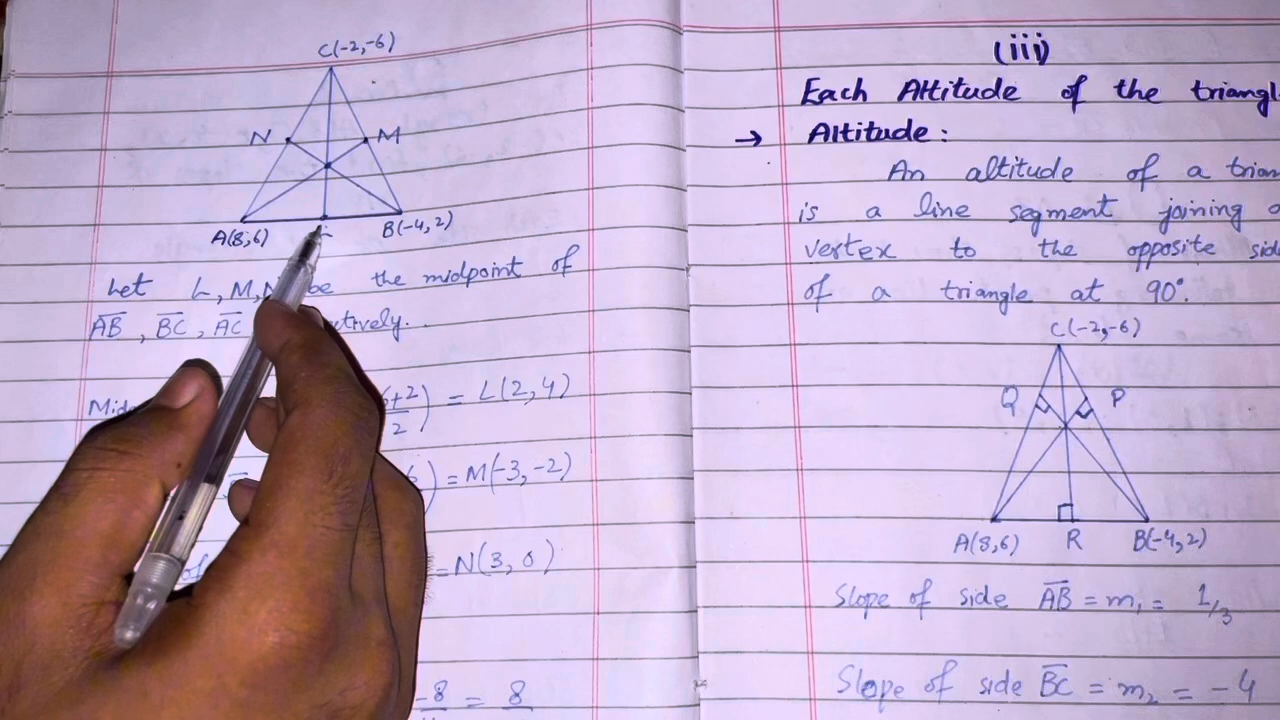 C(-2,-6)
N M
A(8,6) B(-4,2)
Let L, M, be the midpoint of
AB̅, BC̅, AC̅
= L(2, 4)
= M(-3, -2)
= N(3, 0)
-8 = 8
(iii)
Each Altitude of the
→ Altitude:
An altitude of a
is a line segment joining
vertex to the opposite
of a triangle at 90°.
C(-2,-6)
Q P
A(8,6) R B(-4,2)
Slope of side AB̅ = m₁ = 1/3
Slope of side BC̅ = m₂ = -4